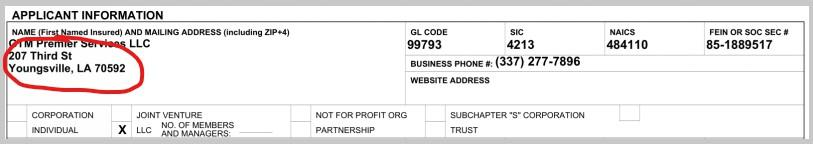 APPLICANT INFORMATION
NAME (First Named Insured) AND MAILING ADDRESS (including ZIP+4)
GL CODE
SIC
NAICS
FEIN OR SOC SEC #
OTM Premier Services LLC
99793
4213
484110
85-1889517
207 Third St
Youngsville, LA 70592
BUSINESS PHONE #: (337) 277-7896
WEBSITE ADDRESS
CORPORATION
JOINT VENTURE
NOT FOR PROFIT ORG
SUBCHAPTER "S" CORPORATION
INDIVIDUAL
X LLC NO. OF MEMBERS
AND MANAGERS:
PARTNERSHIP
TRUST